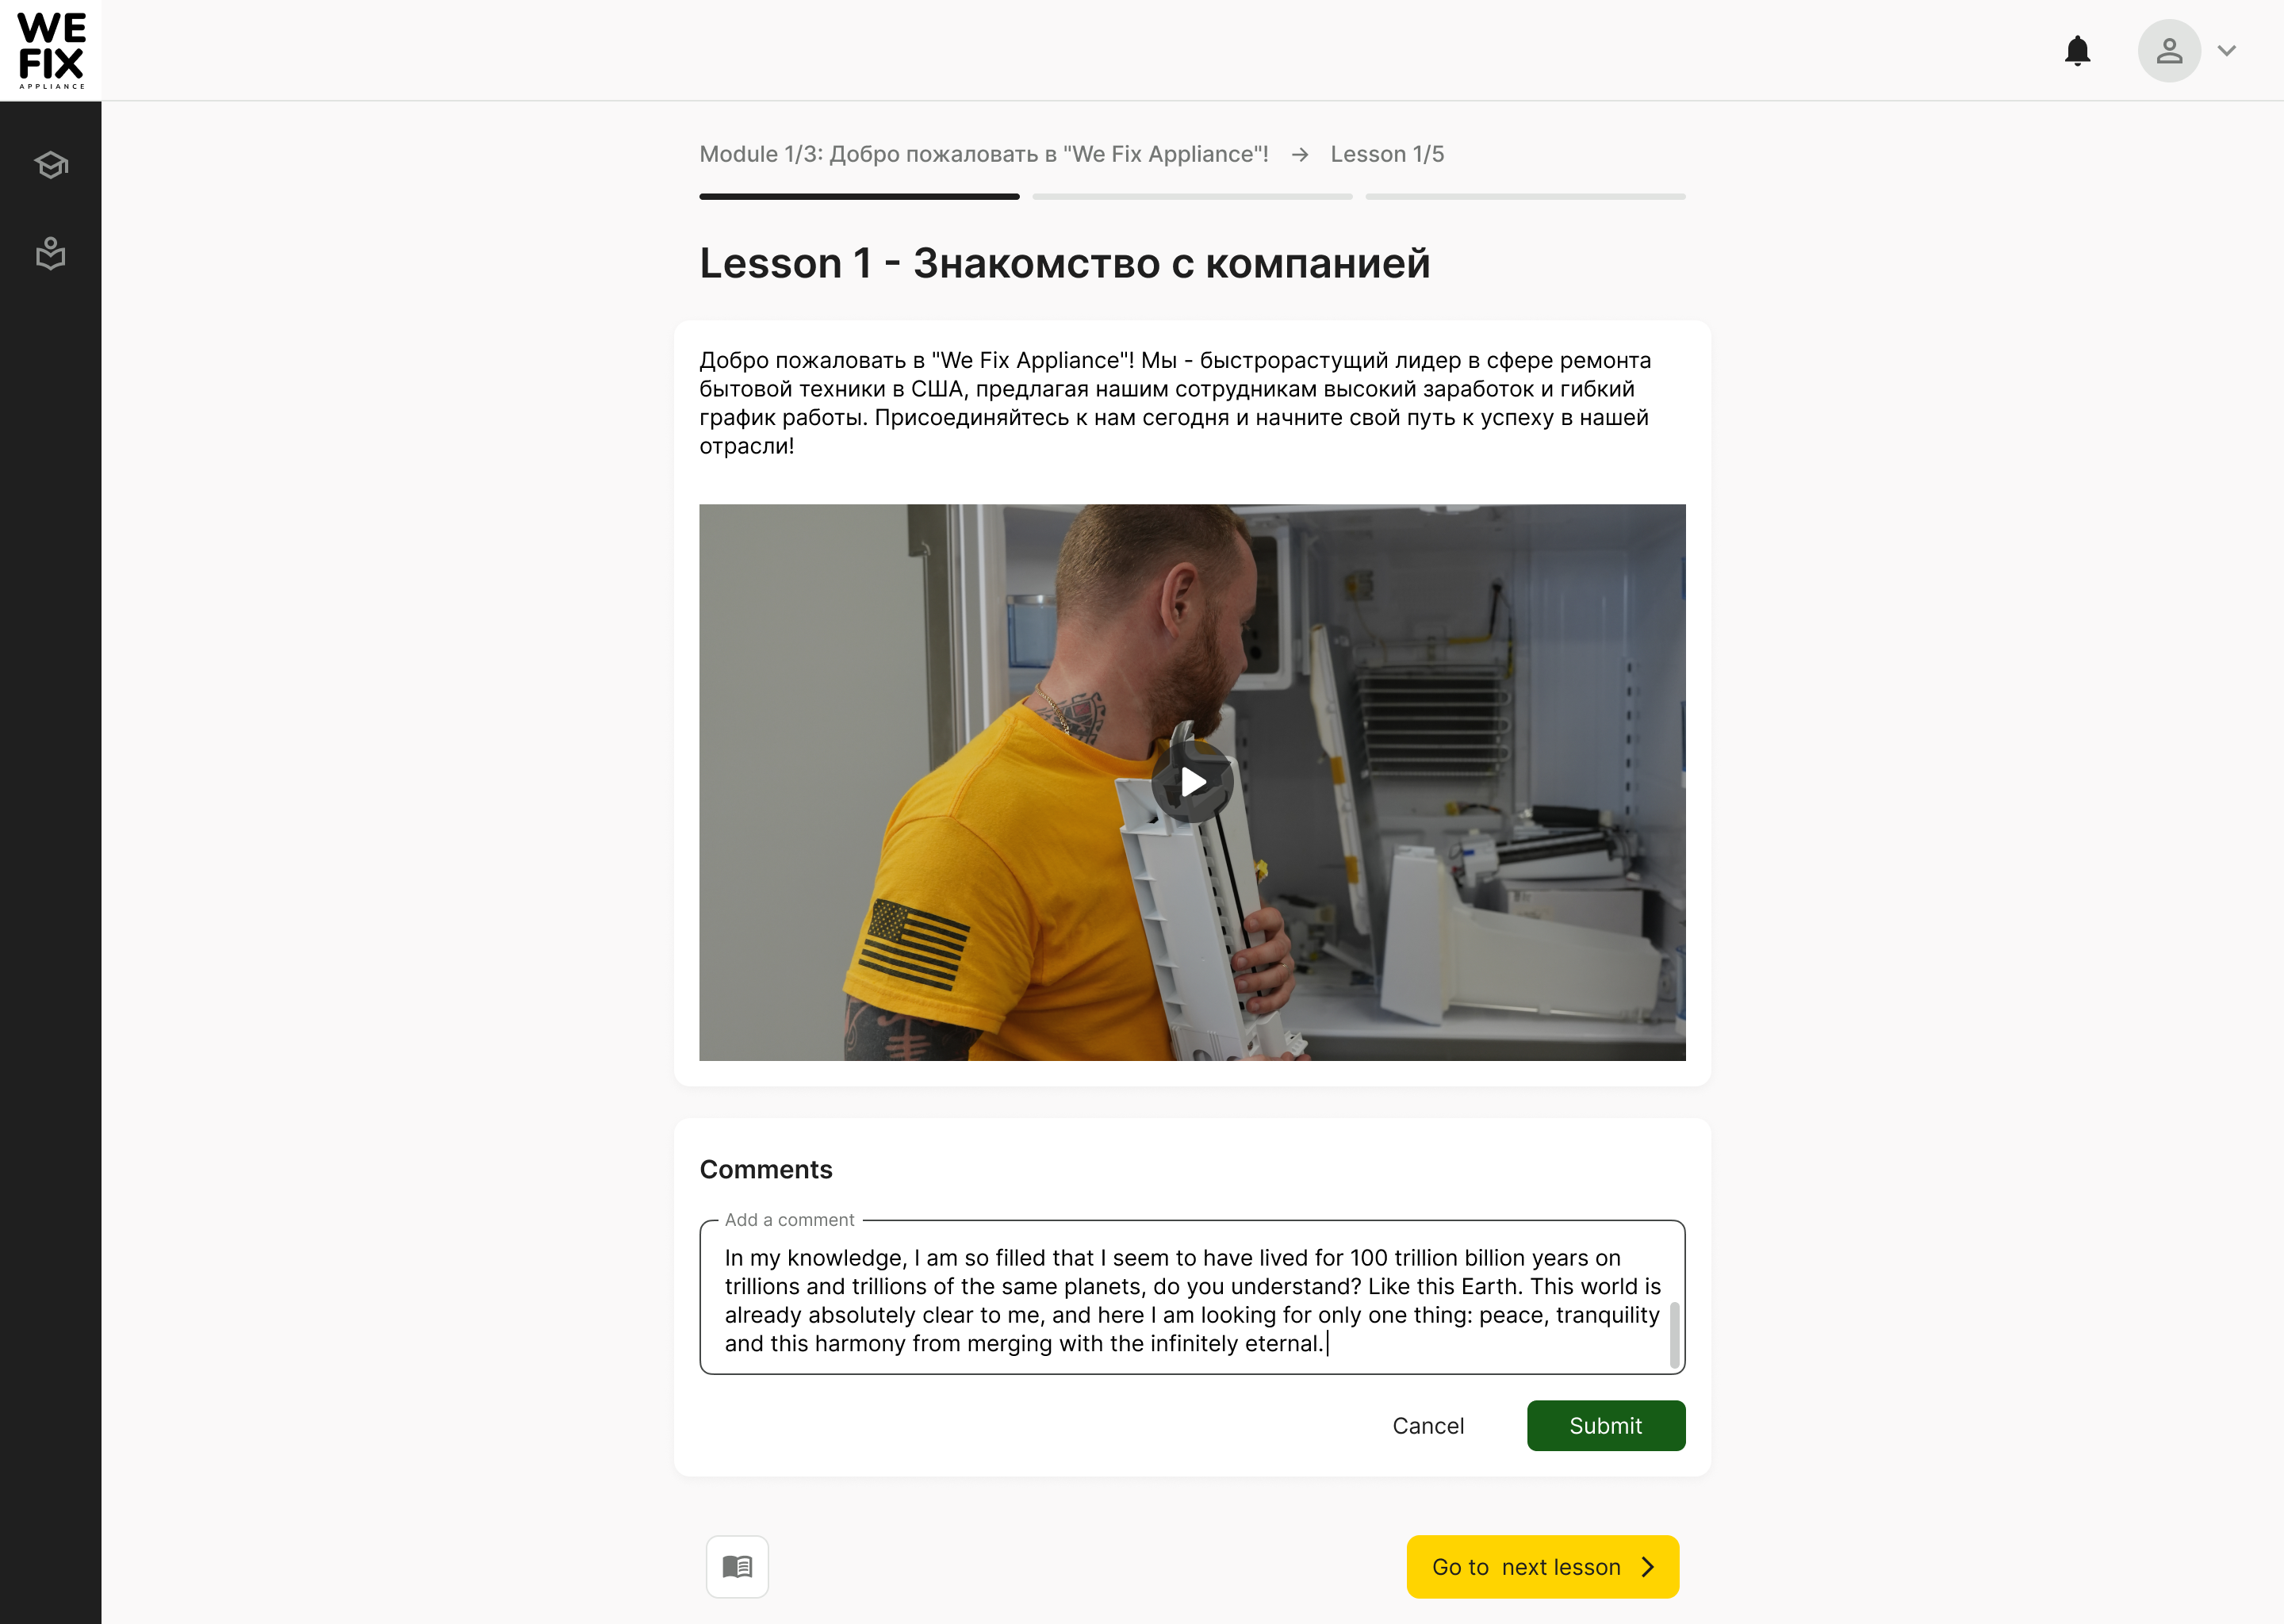 WE
FIX
APPLIANCE
Module 1/3: Добро пожаловать в "We Fix Appliance"! → Lesson 1/5
Lesson 1 - Знакомство с компанией
Добро пожаловать в "We Fix Appliance"! Мы - быстрорастущий лидер в сфере ремонта
бытовой техники в США, предлагая нашим сотрудникам высокий заработок и гибкий
график работы. Присоединяйтесь к нам сегодня и начните свой путь к успеху в нашей
отрасли!
Comments
Add a comment
In my knowledge, I am so filled that I seem to have lived for 100 trillion billion years on
trillions and trillions of the same planets, do you understand? Like this Earth. This world is
already absolutely clear to me, and here I am looking for only one thing: peace, tranquility
and this harmony from merging with the infinitely eternal.
Cancel
Submit
Go to next lesson